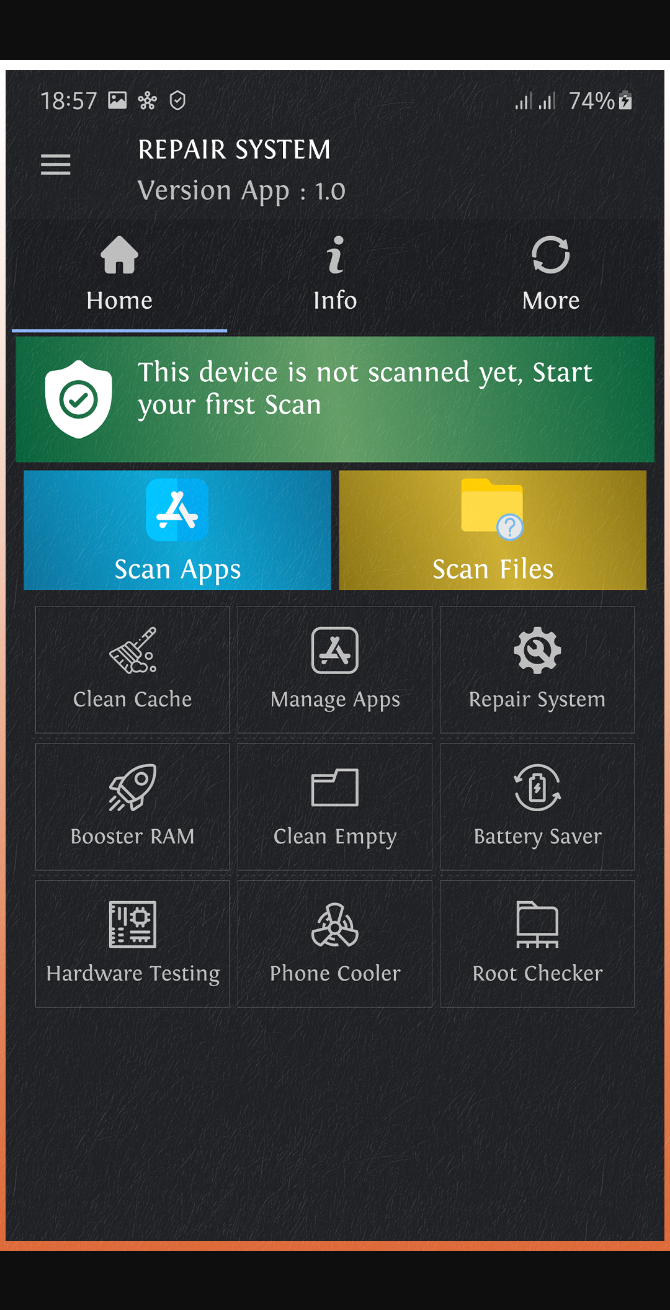 18:57
74%
REPAIR SYSTEM
Version App : 1.0
Home
Info
More
This device is not scanned yet, Start
your first Scan
Scan Apps
Scan Files
Clean Cache
Manage Apps
Repair System
Booster RAM
Clean Empty
Battery Saver
Hardware Testing
Phone Cooler
Root Checker